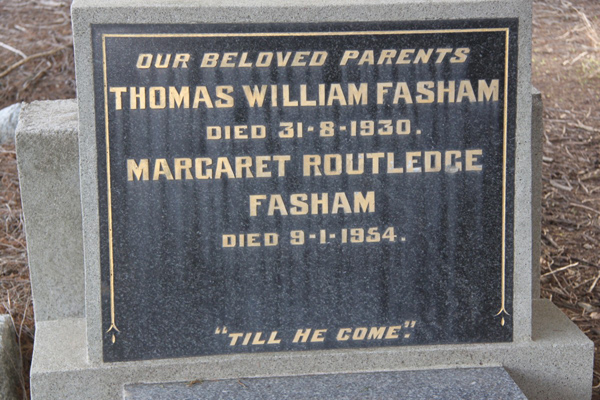 OUR BELOVED PARENTS
THOMAS WILLIAM FASHAM
DIED 31-8-1930.
MARGARET ROUTLEDGE
FASHAM
DIED 9-1-1954.
"TILL HE COME."